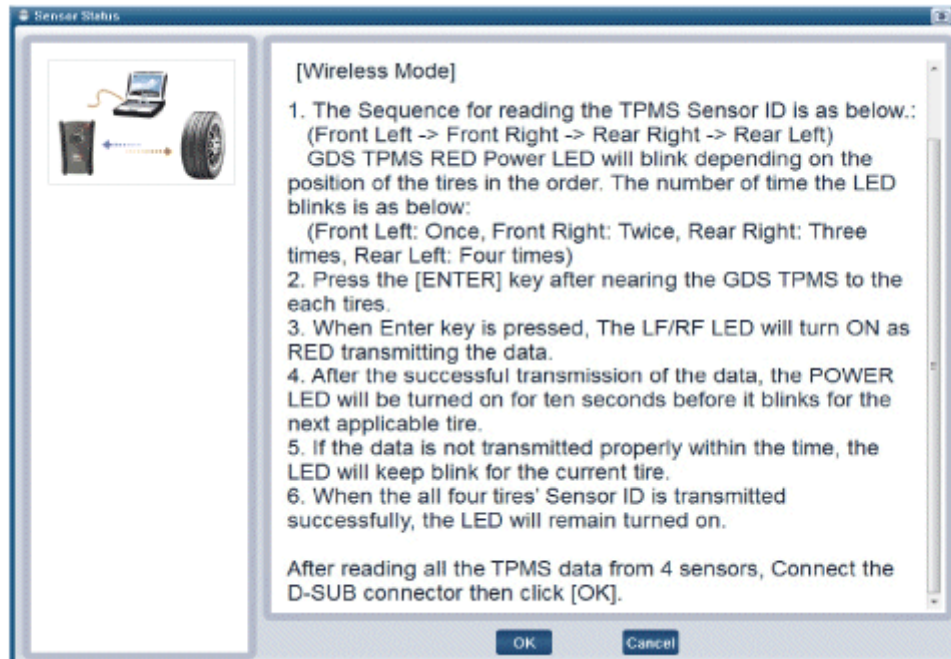 Sensor Status
[Wireless Mode]
1. The Sequence for reading the TPMS Sensor ID is as below.:
(Front Left -> Front Right -> Rear Right -> Rear Left)
GDS TPMS RED Power LED will blink depending on the
position of the tires in the order. The number of time the LED
blinks is as below:
(Front Left: Once, Front Right: Twice, Rear Right: Three
times, Rear Left: Four times)
2. Press the [ENTER] key after nearing the GDS TPMS to the
each tires.
3. When Enter key is pressed, The LF/RF LED will turn ON as
RED transmitting the data.
4. After the successful transmission of the data, the POWER
LED will be turned on for ten seconds before it blinks for the
next applicable tire.
5. If the data is not transmitted properly within the time, the
LED will keep blink for the current tire.
6. When the all four tires' Sensor ID is transmitted
successfully, the LED will remain turned on.
After reading all the TPMS data from 4 sensors, Connect the
D-SUB connector then click [OK].
OK
Cancel